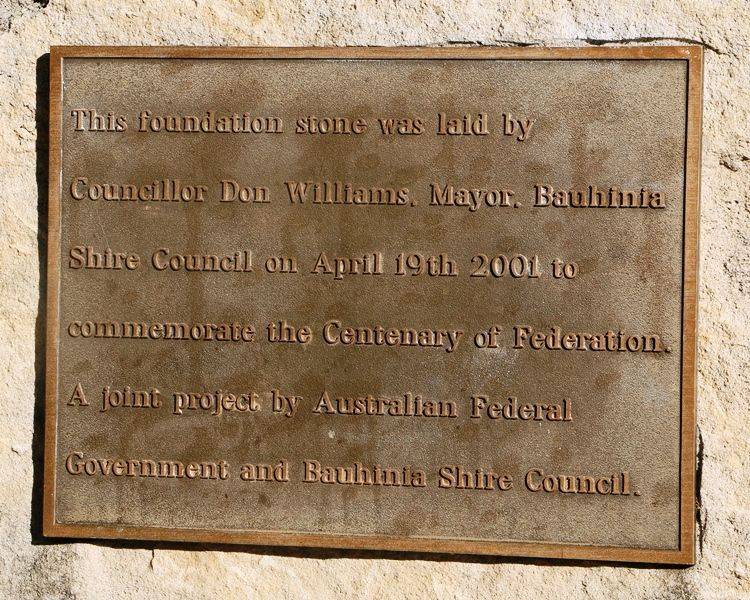 This foundation stone was laid by
Councillor Don Williams, Mayor, Bauhinia
Shire Council on April 19th 2001 to
commemorate the Centenary of Federation.
A joint project by Australian Federal
Government and Bauhinia Shire Council.